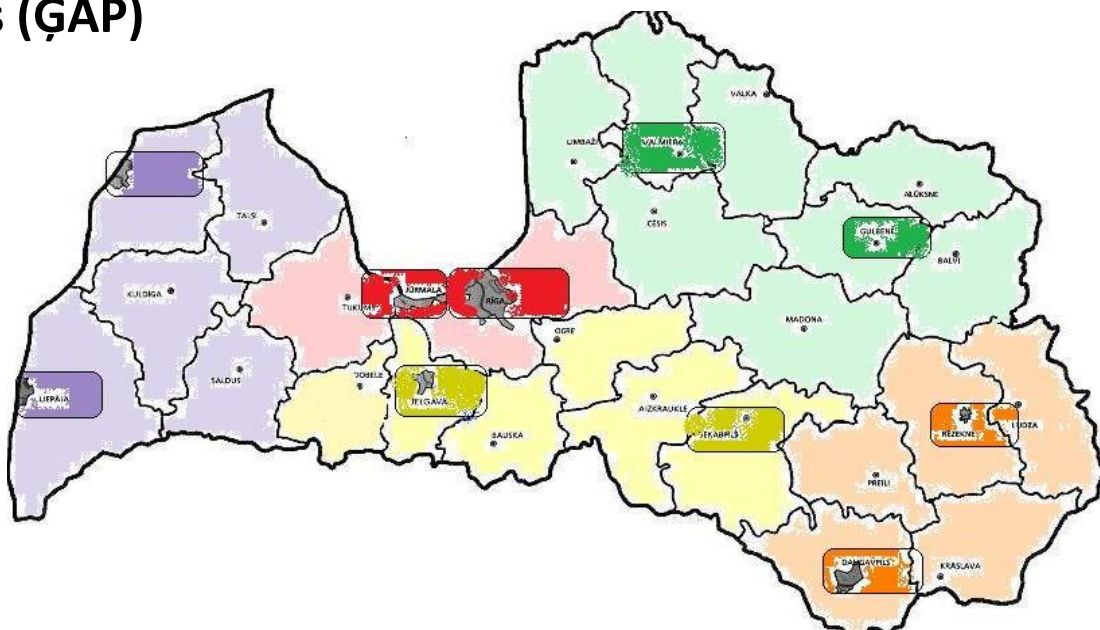 s (ĢAP)
VALKA
LIMBAŽI
VALMIERA
ALŪKSNE
TALSI
CĒSIS
GULBENE
BALVI
KULDĪGA
JŪRMALA
RĪGA
TUKUMS
MADONA
OGRE
SALDUS
DOBELE
LIEPĀJA
JELGAVA
AIZKRAUKLE
JĒKABPILS
RĒZEKNE
LUDZA
BAUSKA
PREIĻI
DAUGAVPILS
KRĀSLAVA